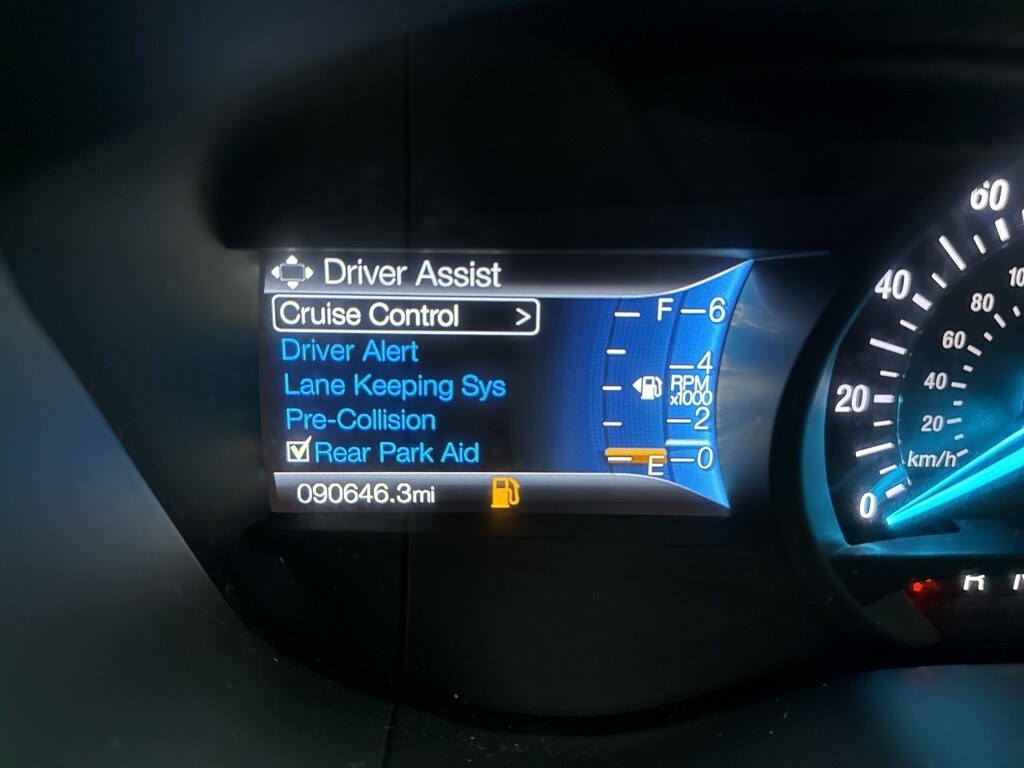 Driver Assist
Cruise Control >
Driver Alert
Lane Keeping Sys
Pre-Collision
Rear Park Aid
090646.3mi
F
E
6
4
RPM
x1000
2
0
60
40
20
0
80
60
40
20
km/h
R